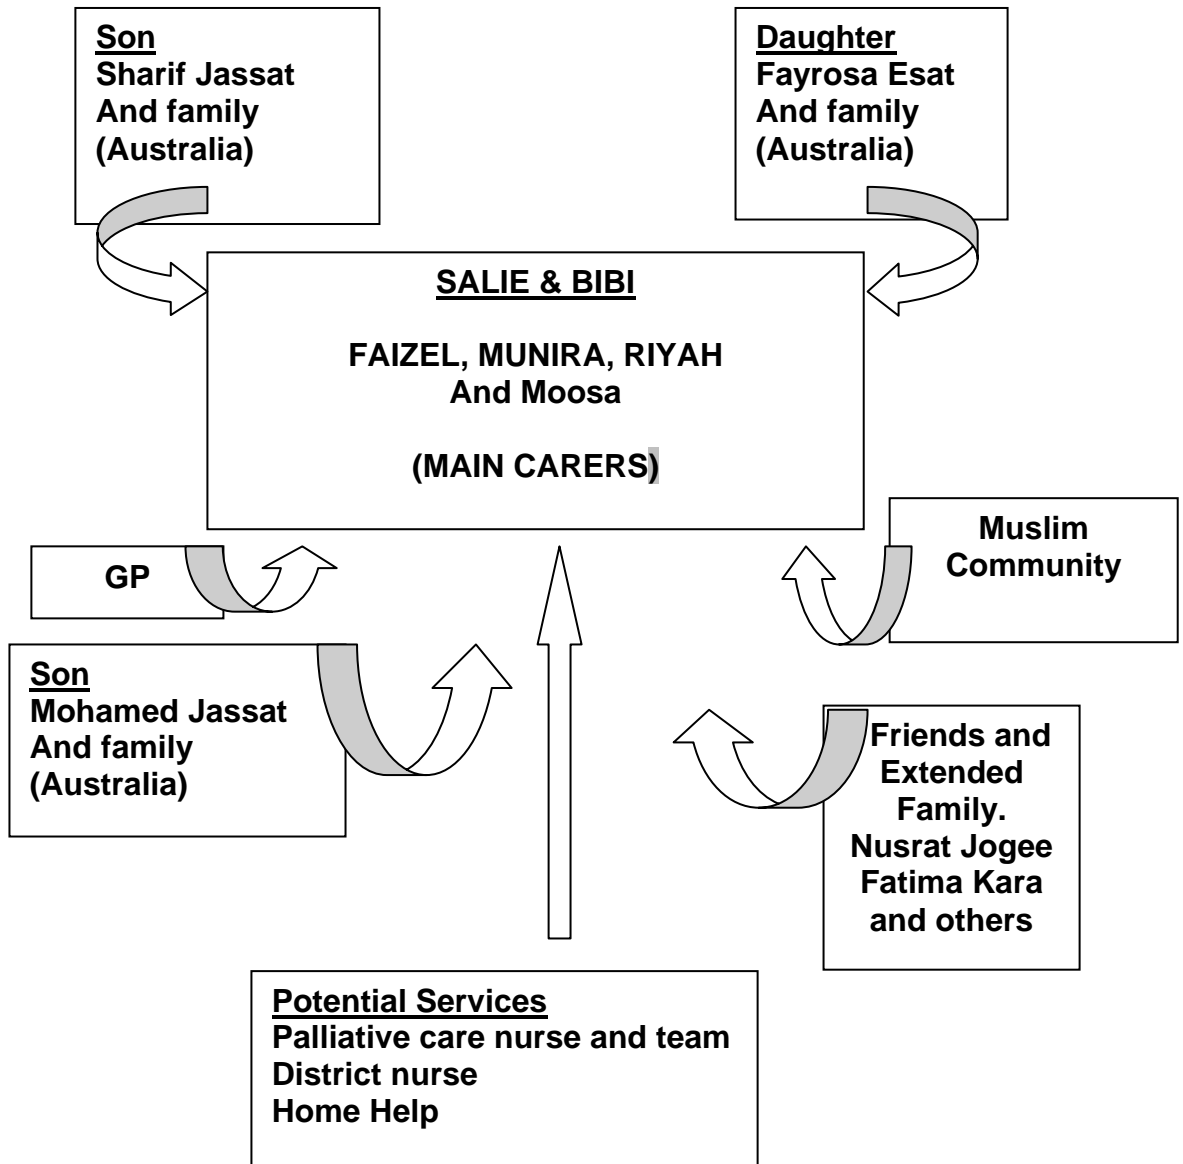 Son
Sharif Jassat
And family
(Australia)
Daughter
Fayrosa Esat
And family
(Australia)
SALIE & BIBI
FAIZEL, MUNIRA, RIYAH
And Moosa
(MAIN CARERS)
GP
Muslim
Community
Son
Mohamed Jassat
And family
(Australia)
Friends and
Extended
Family.
Nusrat Jogee
Fatima Kara
and others
Potential Services
Palliative care nurse and team
District nurse
Home Help